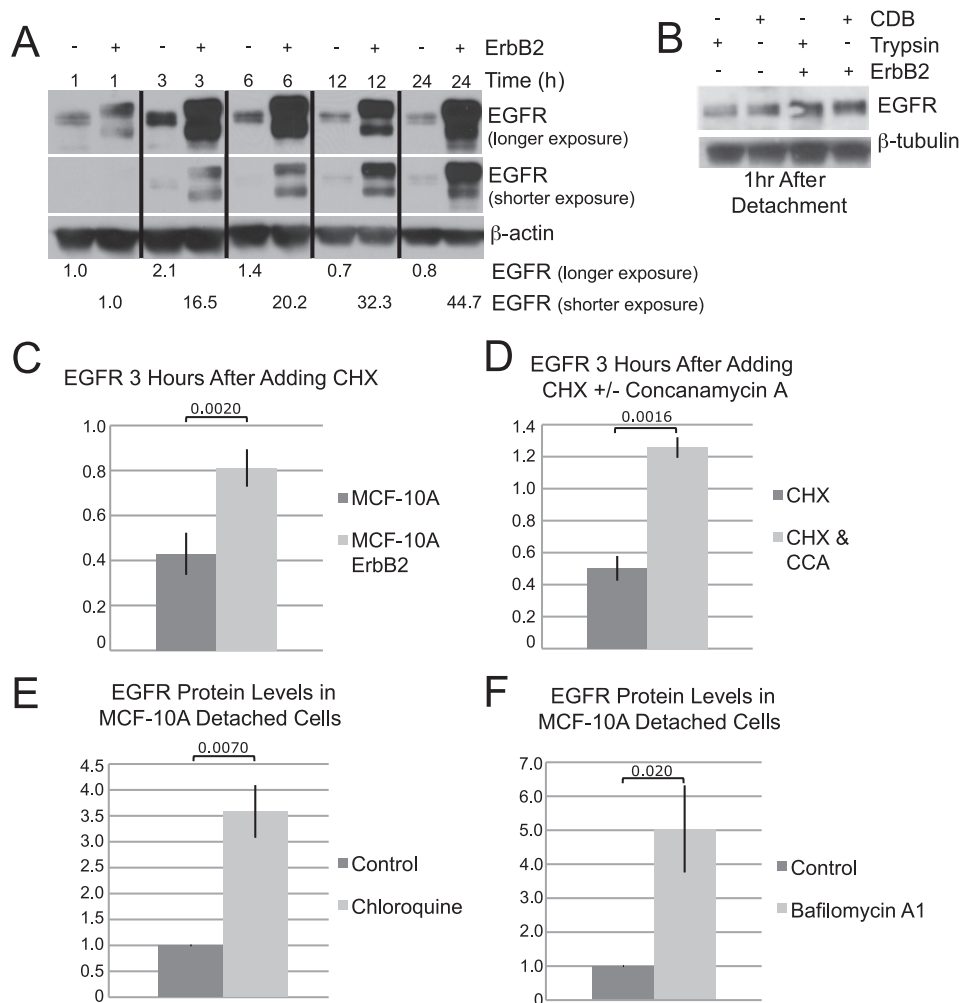 A
- + - + - + - + - + ErbB2
1 1 3 3 6 6 12 12 24 24 Time (h)
EGFR
(longer exposure)
EGFR
(shorter exposure)
β-actin
1.0 2.1 1.4 0.7 0.8 EGFR (longer exposure)
1.0 16.5 20.2 32.3 44.7 EGFR (shorter exposure)
B
- + - + CDB
+ - + - Trypsin
- - + + ErbB2
EGFR
β-tubulin
1hr After
Detachment
C
EGFR 3 Hours After Adding CHX
0.0020
1.0
0.8
0.6
0.4
0.2
0
MCF-10A
MCF-10A
ErbB2
D
EGFR 3 Hours After Adding
CHX +/- Concanamycin A
0.0016
1.4
1.2
1.0
0.8
0.6
0.4
0.2
0
CHX
CHX &
CCA
E
EGFR Protein Levels in
MCF-10A Detached Cells
0.0070
4.5
4.0
3.5
3.0
2.5
2.0
1.5
1.0
0.5
0
Control
Chloroquine
F
EGFR Protein Levels in
MCF-10A Detached Cells
0.020
7.0
6.0
5.0
4.0
3.0
2.0
1.0
0
Control
Bafilomycin A1